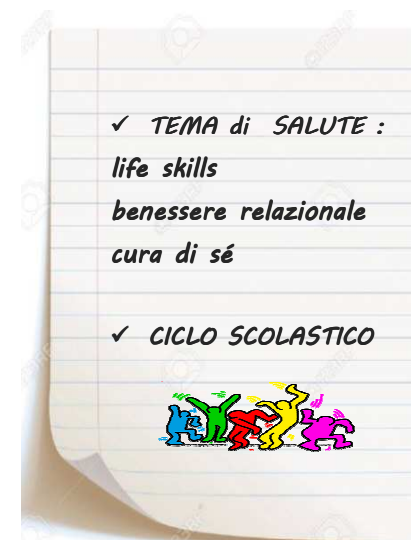 ✓ TEMA di SALUTE :
life skills
benessere relazionale
cura di sé
✓ CICLO SCOLASTICO